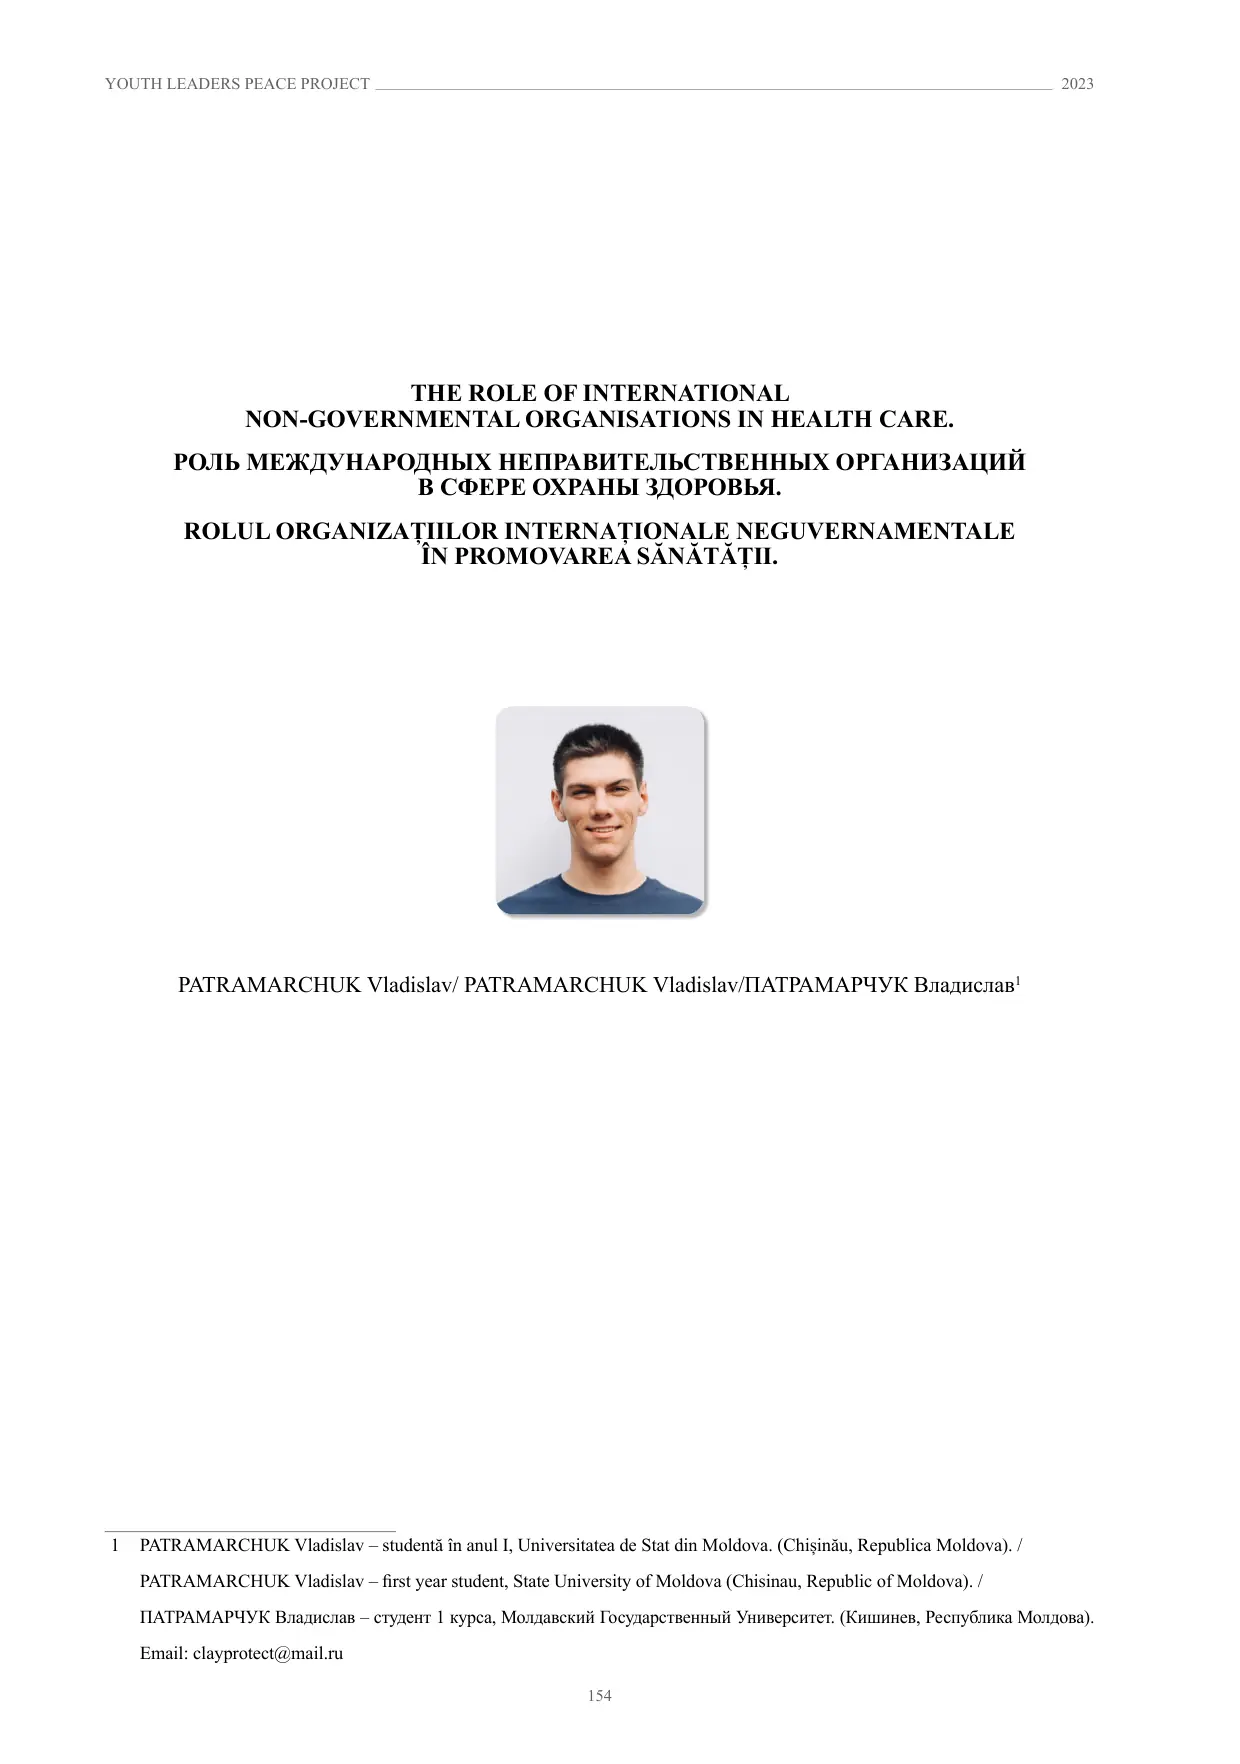 YOUTH LEADERS PEACE PROJECT 2023
THE ROLE OF INTERNATIONAL
NON-GOVERNMENTAL ORGANISATIONS IN HEALTH CARE.
РОЛЬ МЕЖДУНАРОДНЫХ НЕПРАВИТЕЛЬСТВЕННЫХ ОРГАНИЗАЦИЙ
В СФЕРЕ ОХРАНЫ ЗДОРОВЬЯ.
ROLUL ORGANIZAȚIILOR INTERNAȚIONALE NEGUVERNAMENTALE
ÎN PROMOVAREA SĂNĂTĂȚII.
PATRAMARCHUK Vladislav/ PATRAMARCHUK Vladislav/ПАТРАМАРЧУК Владислав1
1 PATRAMARCHUK Vladislav – studentă în anul I, Universitatea de Stat din Moldova. (Chișinău, Republica Moldova). /
PATRAMARCHUK Vladislav – first year student, State University of Moldova (Chisinau, Republic of Moldova). /
ПАТРАМАРЧУК Владислав – студент 1 курса, Молдавский Государственный Университет. (Кишинев, Республика Молдова).
Email: clayprotect@mail.ru
154